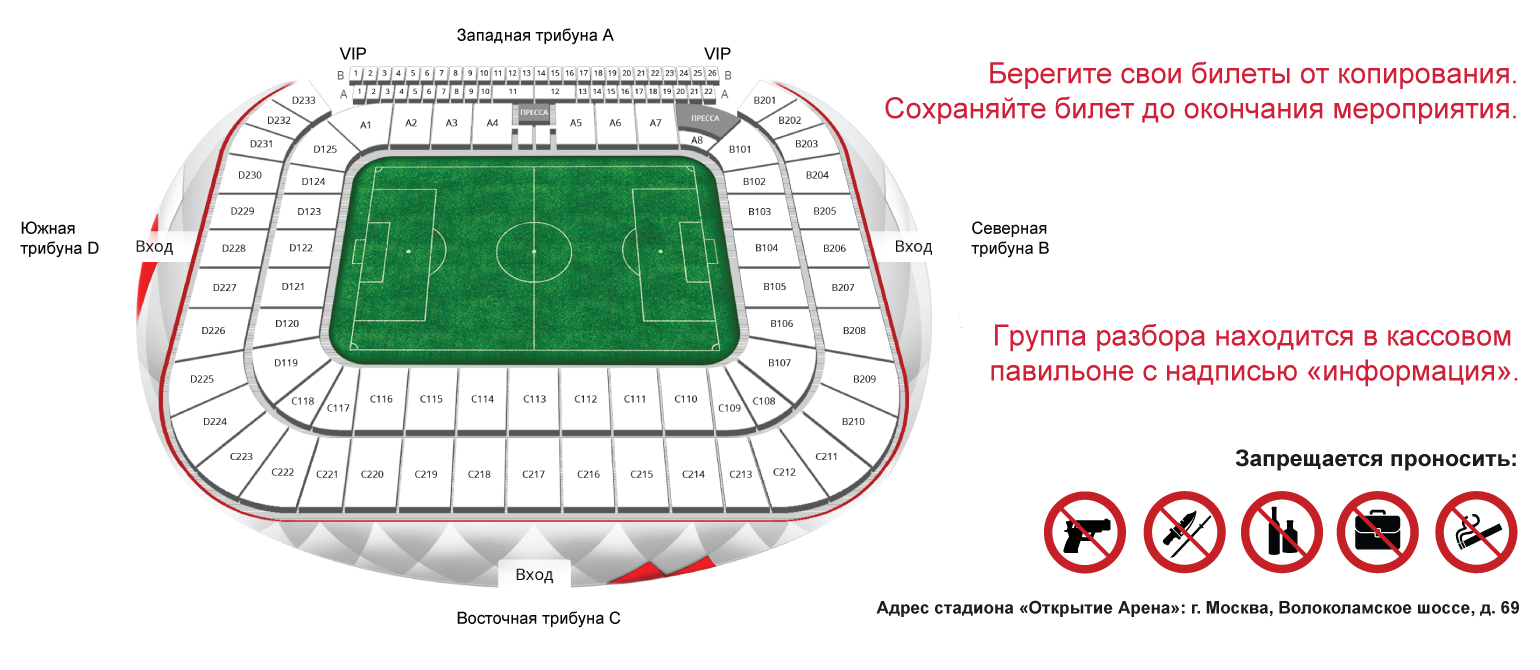 Западная трибуна A
VIP VIP
B 1 2 3 4 5 6 7 8 9 10 11 12 13 14 15 16 17 18 19 20 21 22 23 24 25 26 B
A 1 2 3 4 5 6 7 8 9 10 11 12 13 14 15 16 17 18 19 20 21 22 A
ПРЕССА ПРЕССА
A1 A2 A3 A4 A5 A6 A7 A8
D233 B201
D232 B202
D231 D125 B101 B203
D230 D124 B102 B204
D229 D123 B103 B205
D228 D122 B104 B206
D227 D121 B105 B207
D226 D120 B106 B208
D225 D119 B107 B209
D224 C118 C117 C116 C115 C114 C113 C112 C111 C110 C109 C108 B210
C223 C222 C221 C220 C219 C218 C217 C216 C215 C214 C213 C212 C211
Южная
трибуна D
Вход
Вход
Северная
трибуна B
Вход
Восточная трибуна C
Берегите свои билеты от копирования.
Сохраняйте билет до окончания мероприятия.
Группа разбора находится в кассовом
павильоне с надписью «информация».
Запрещается проносить:
Адрес стадиона «Открытие Арена»: г. Москва, Волоколамское шоссе, д. 69